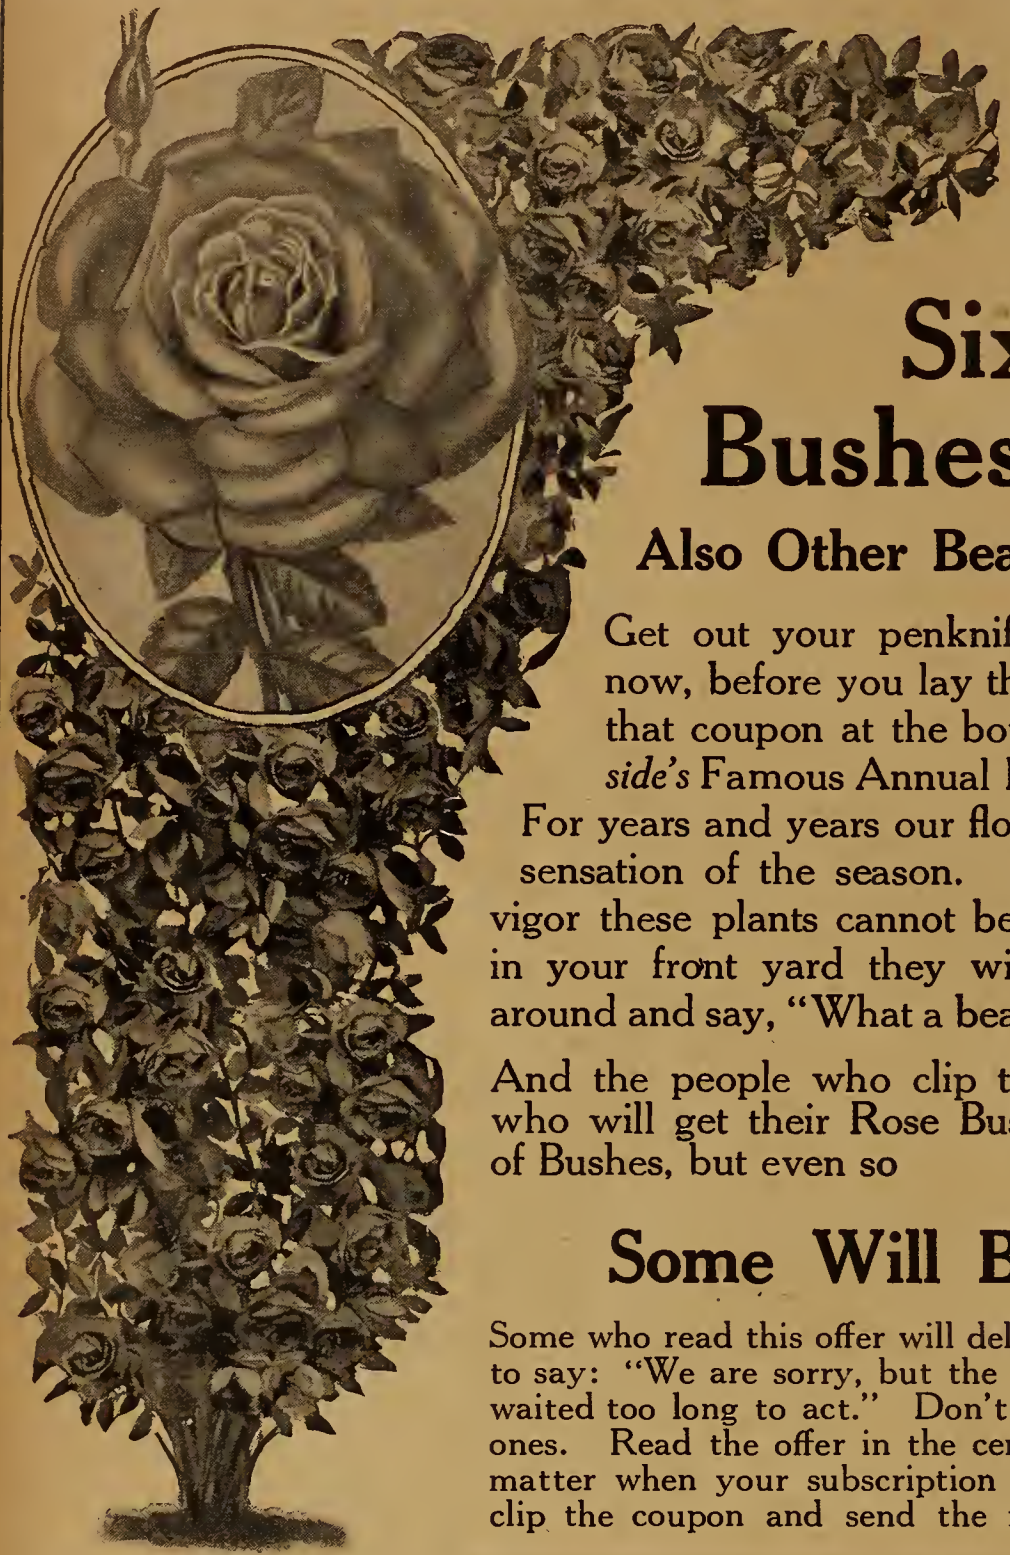 Six
Bushes
Also Other Bea
Get out your penknif
now, before you lay th
that coupon at the bo
side's Famous Annual
For years and years our flo
sensation of the season.
vigor these plants cannot be
in your front yard they wi
around and say, “What a bea
And the people who clip t
who will get their Rose Bus
of Bushes, but even so
Some Will B
Some who read this offer will del
to say: “We are sorry, but the
waited too long to act.” Don't
ones. Read the offer in the cen
matter when your subscription
clip the coupon and send the